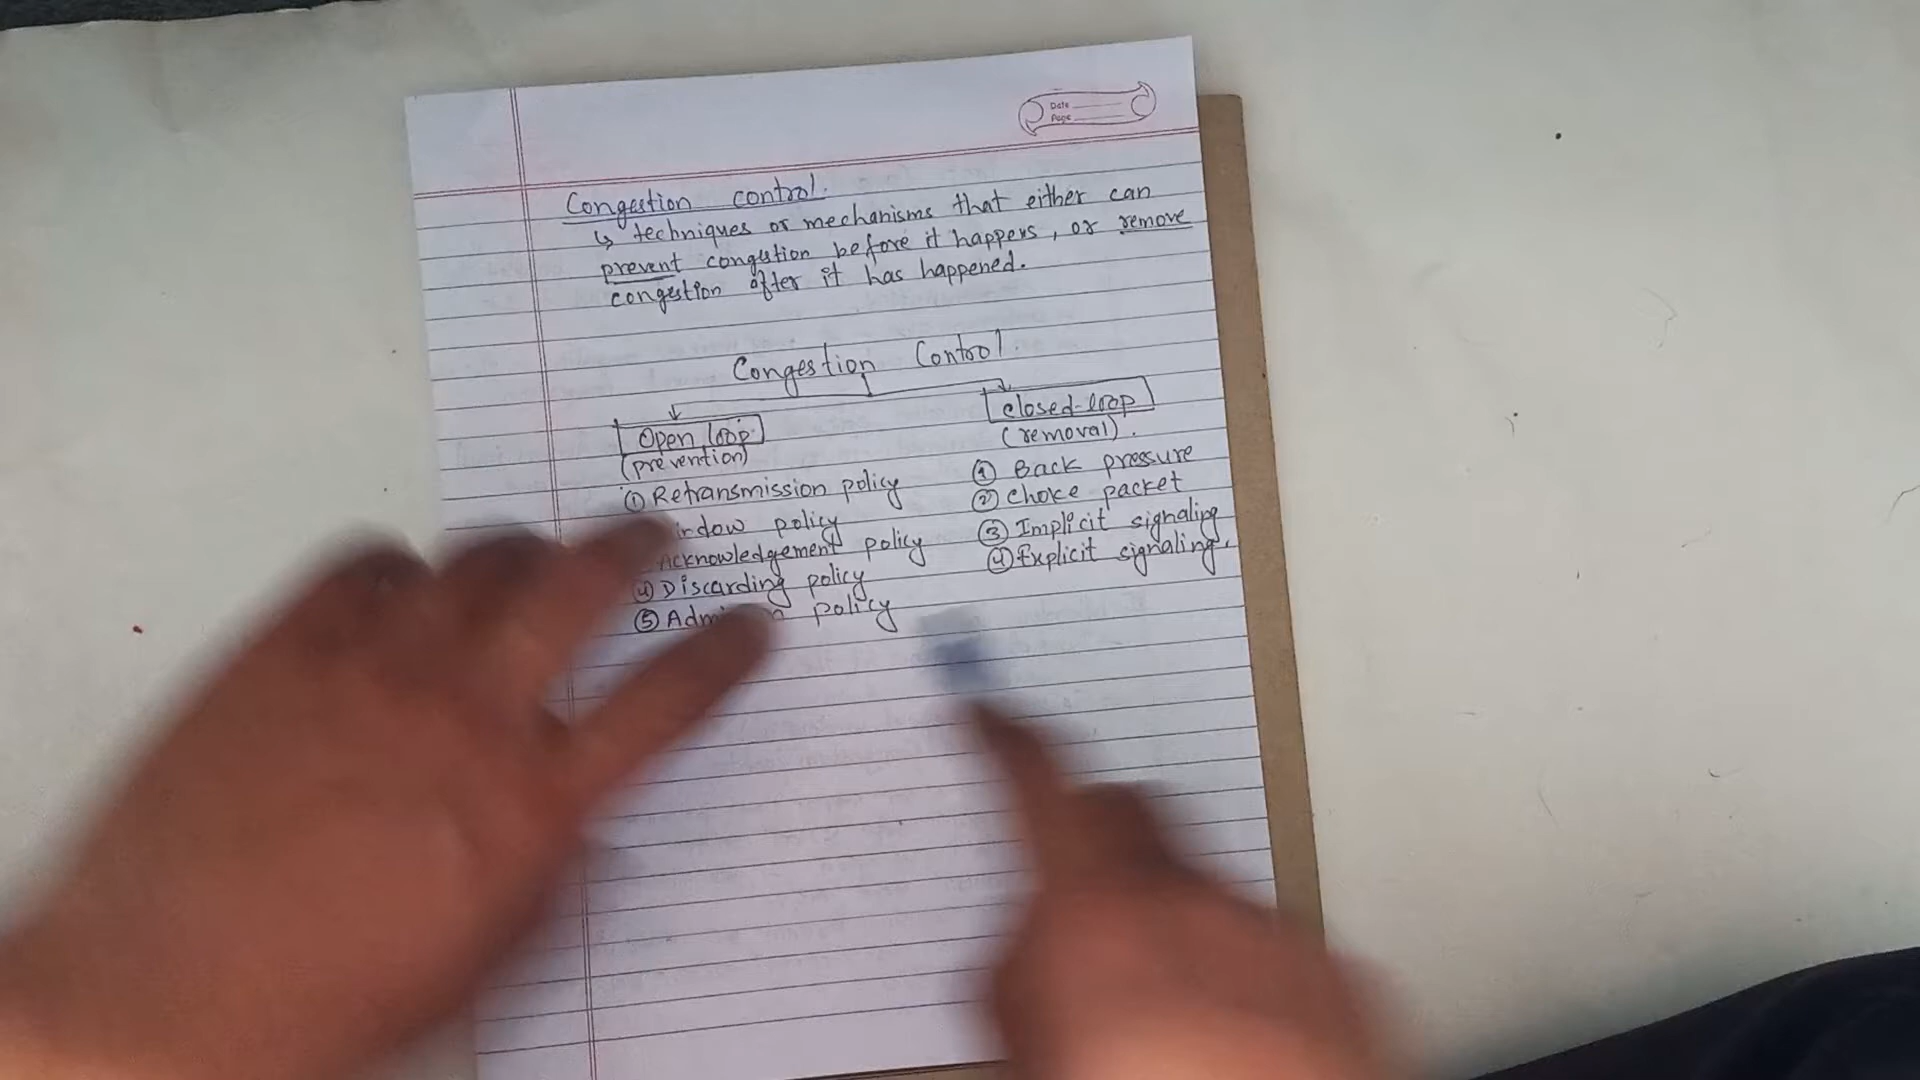 Date
Page
Congestion control.
↳ techniques or mechanisms that either can
prevent congestion before it happens, or remove
congestion after it has happened.
Congestion Control.
Open loop
(prevention)
① Retransmission policy
policy
Acknowledgement policy
④ Discarding policy
⑤ policy
closed-loop
(removal).
① Back pressure
② choke packet
③ Implicit signaling
④ Explicit signaling.